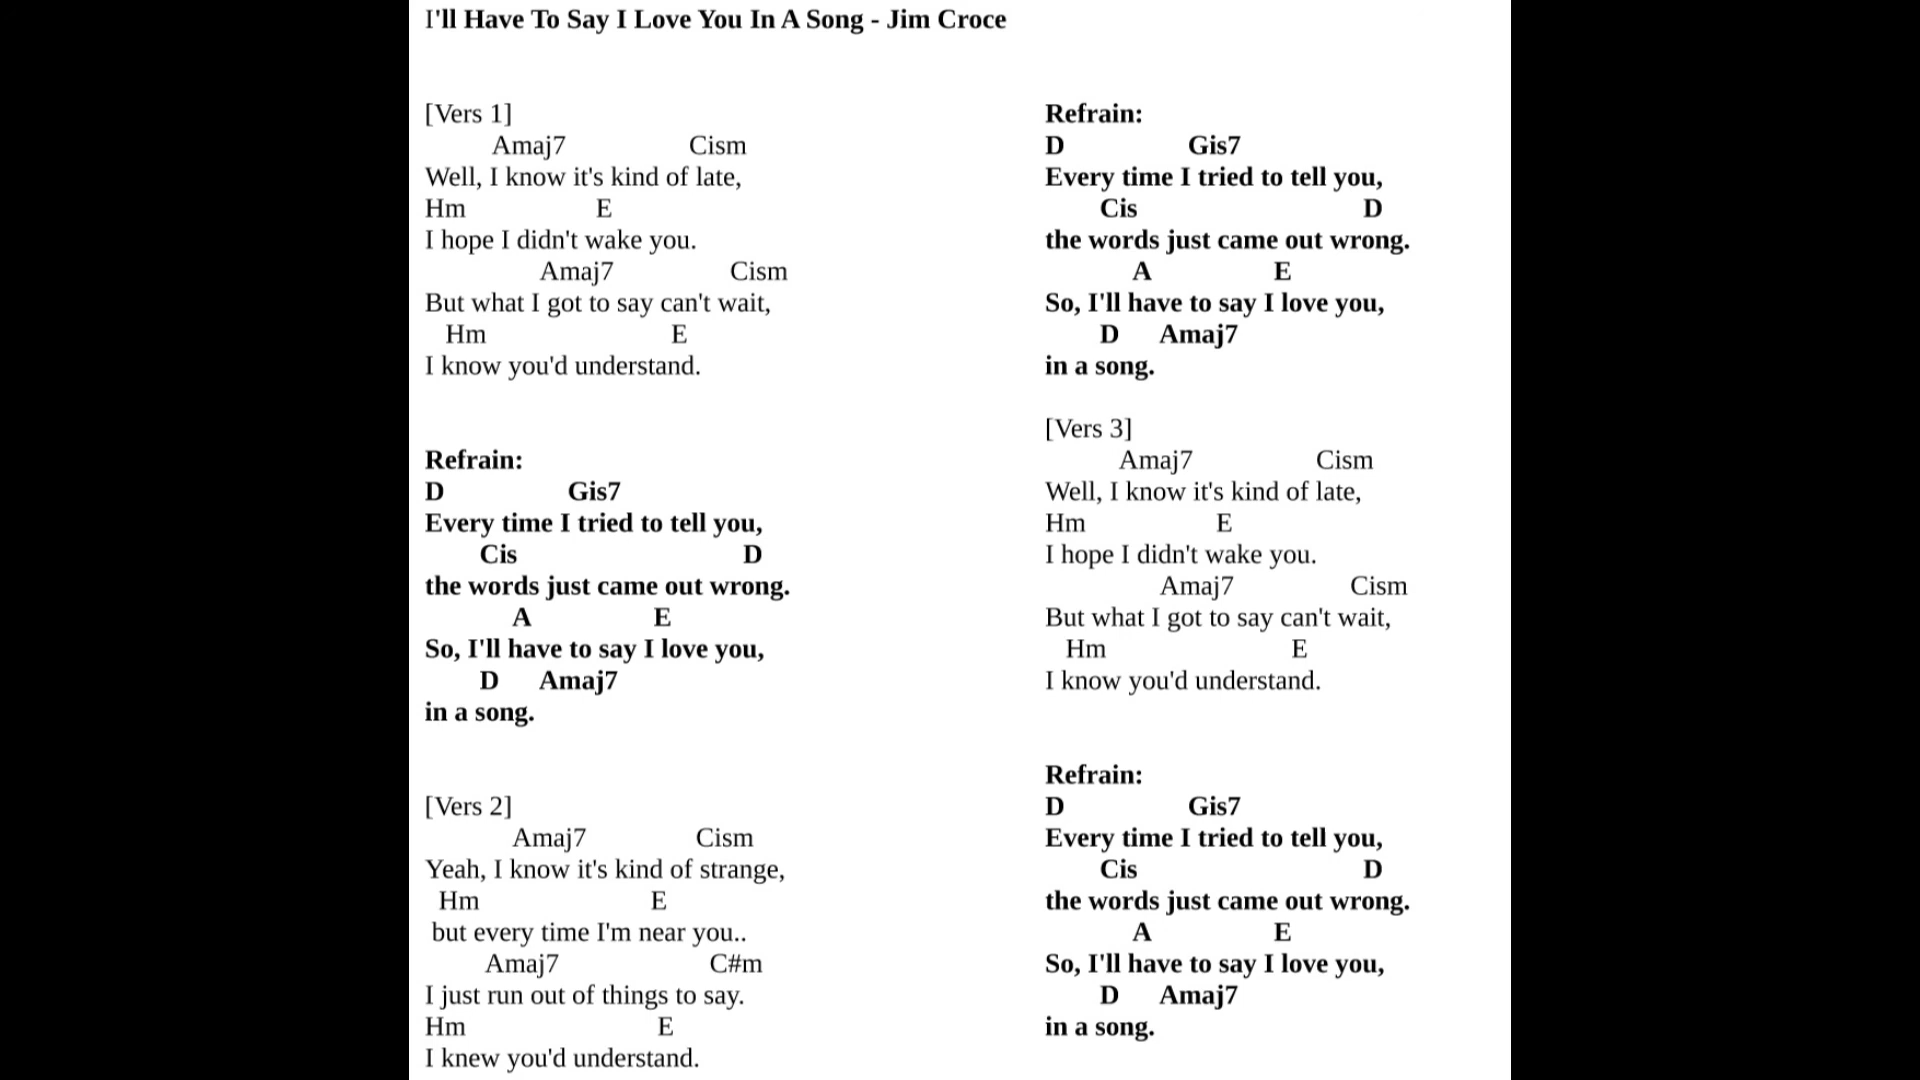 I'll Have To Say I Love You In A Song - Jim Croce
[Vers 1]
Amaj7 Cism
Well, I know it's kind of late,
Hm E
I hope I didn't wake you.
Amaj7 Cism
But what I got to say can't wait,
Hm E
I know you'd understand.
Refrain:
D Gis7
Every time I tried to tell you,
Cis D
the words just came out wrong.
A E
So, I'll have to say I love you,
D Amaj7
in a song.
[Vers 2]
Amaj7 Cism
Yeah, I know it's kind of strange,
Hm E
but every time I'm near you..
Amaj7 C#m
I just run out of things to say.
Hm E
I knew you'd understand.
Refrain:
D Gis7
Every time I tried to tell you,
Cis D
the words just came out wrong.
A E
So, I'll have to say I love you,
D Amaj7
in a song.
[Vers 3]
Amaj7 Cism
Well, I know it's kind of late,
Hm E
I hope I didn't wake you.
Amaj7 Cism
But what I got to say can't wait,
Hm E
I know you'd understand.
Refrain:
D Gis7
Every time I tried to tell you,
Cis D
the words just came out wrong.
A E
So, I'll have to say I love you,
D Amaj7
in a song.